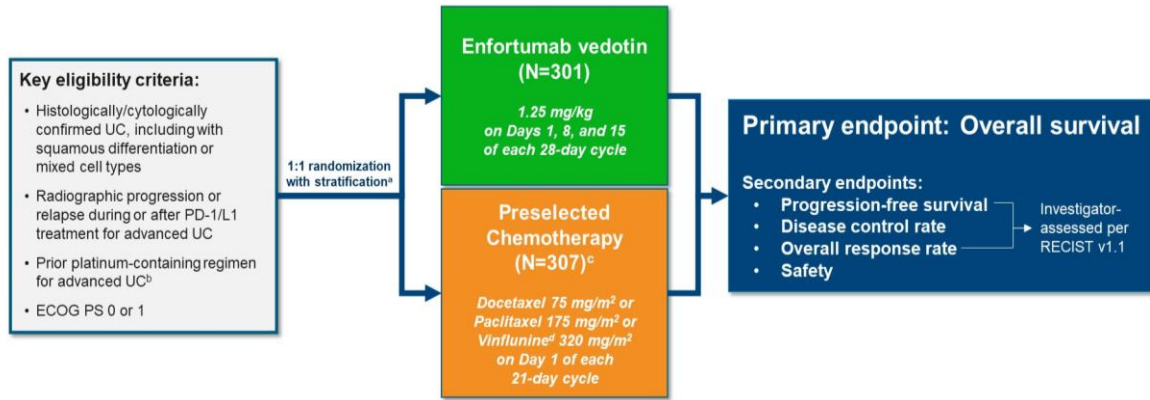 Key eligibility criteria:
• Histologically/cytologically
confirmed UC, including with
squamous differentiation or
mixed cell types
• Radiographic progression or
relapse during or after PD-1/L1
treatment for advanced UC
• Prior platinum-containing regimen
for advanced UCᵇ
• ECOG PS 0 or 1
1:1 randomization
with stratificationᵃ
Enfortumab vedotin
(N=301)
1.25 mg/kg
on Days 1, 8, and 15
of each 28-day cycle
Preselected
Chemotherapy
(N=307)ᶜ
Docetaxel 75 mg/m² or
Paclitaxel 175 mg/m² or
Vinflunineᵈ 320 mg/m²
on Day 1 of each
21-day cycle
Primary endpoint: Overall survival
Secondary endpoints:
• Progression-free survival
• Disease control rate
• Overall response rate
• Safety
Investigator-
assessed per
RECIST v1.1